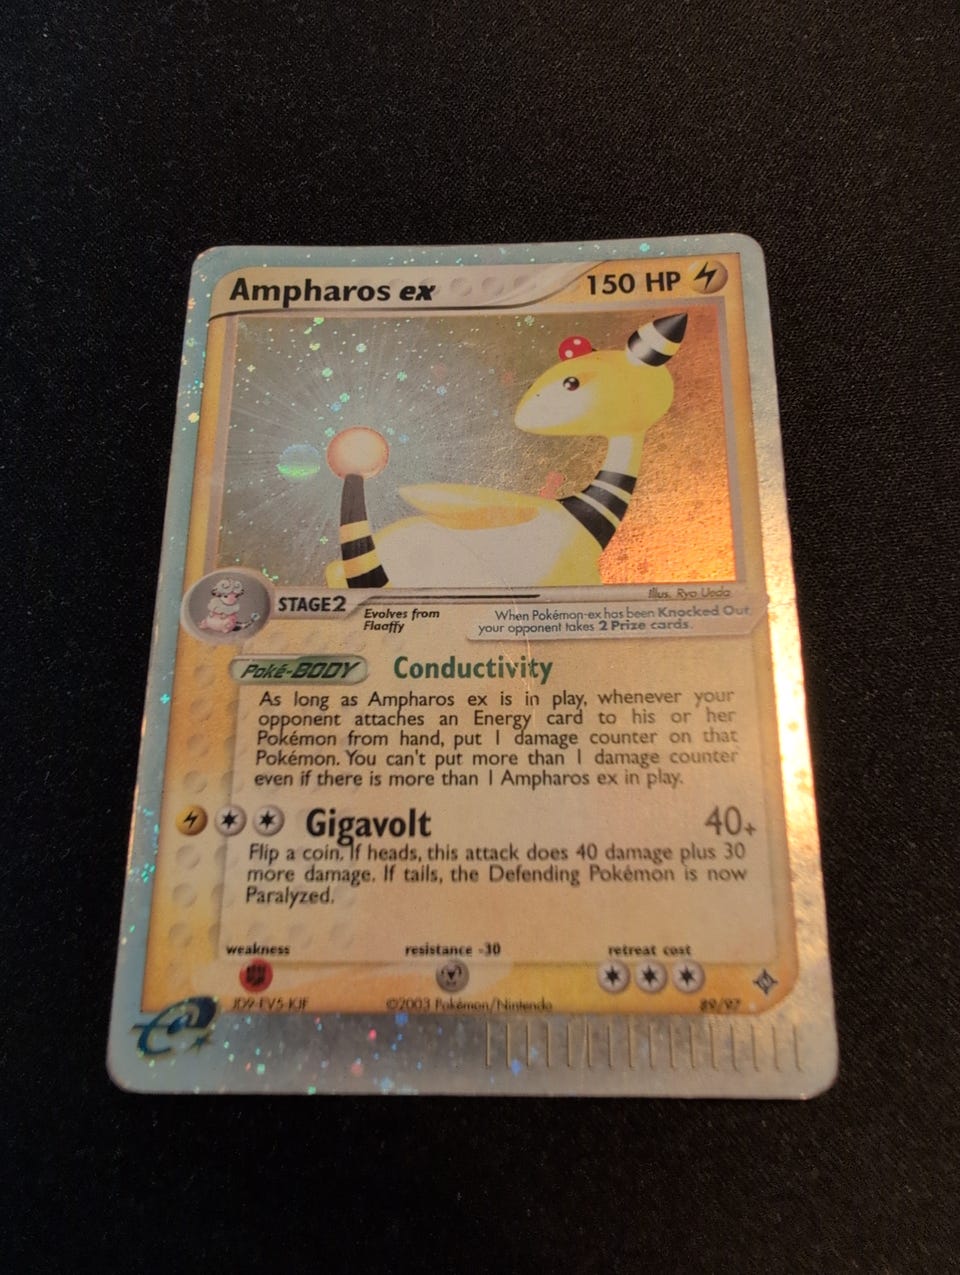 Ampharos ex 150 HP
Illus. Ryo Ueda
STAGE2
Evolves from
Flaaffy
When Pokémon-ex has been Knocked Out,
your opponent takes 2 Prize cards.
Poké-BODY Conductivity
As long as Ampharos ex is in play, whenever your
opponent attaches an Energy card to his or her
Pokémon from hand, put 1 damage counter on that
Pokémon. You can't put more than 1 damage counter
even if there is more than 1 Ampharos ex in play.
Gigavolt 40+
Flip a coin. If heads, this attack does 40 damage plus 30
more damage. If tails, the Defending Pokémon is now
Paralyzed.
weakness resistance -30 retreat cost
©2003 Pokémon/Nintendo 89/97
e